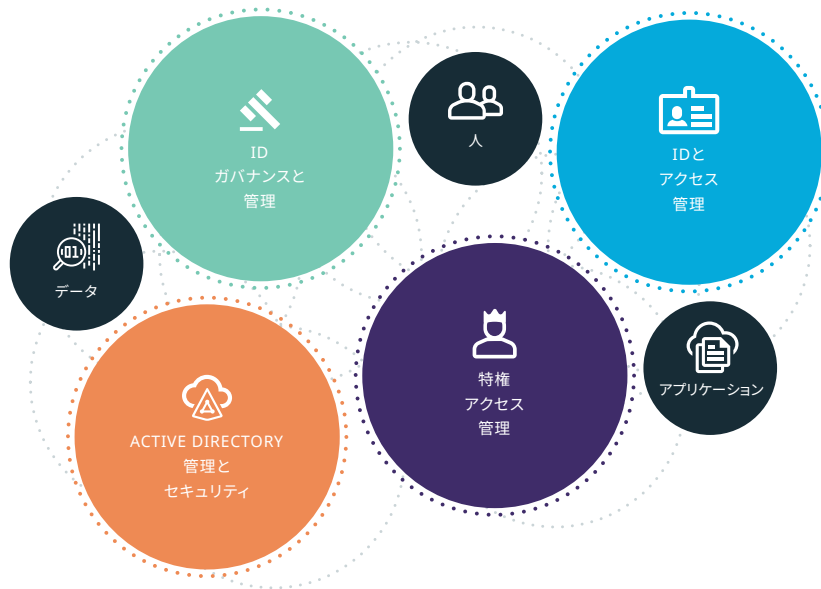 ID
ガバナンスと
管理
人
IDと
アクセス
管理
01
データ
特権
アクセス
管理
アプリケーション
ACTIVE DIRECTORY
管理と
セキュリティ